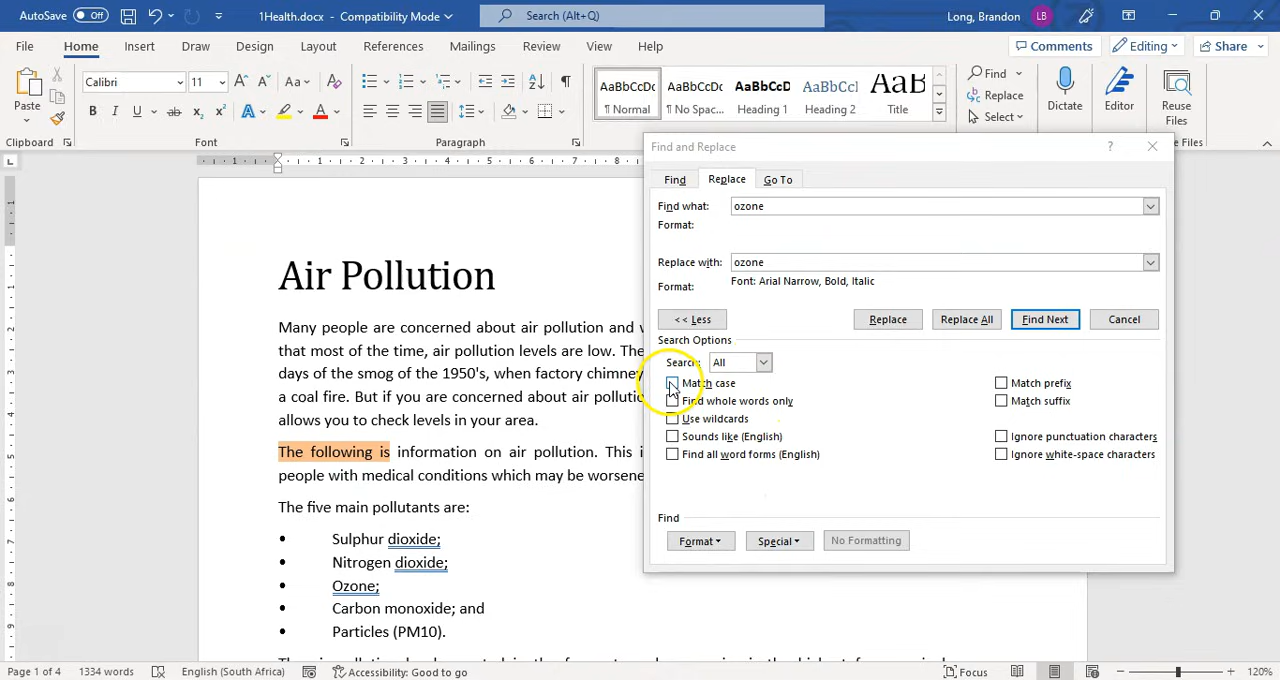 AutoSave Off 1Health.docx - Compatibility Mode Search (Alt+Q) Long, Brandon LB
File Home Insert Draw Design Layout References Mailings Review View Help Comments Editing Share
Paste Calibri 11 Aa AaBbCcDc AaBbCcDc AaBbCcD AaBbCcD AaB Find Dictate Editor Reuse Files
B I U ab x₂ x² A A ¶ Normal ¶ No Spac... Heading 1 Heading 2 Title Replace
Select
Clipboard Font Paragraph e Files
Find and Replace ?
Find Replace Go To
Find what: ozone
Format:
Replace with: ozone
Format: Font: Arial Narrow, Bold, Italic
<< Less Replace Replace All Find Next Cancel
Search Options
Search: All
Match case Match prefix
Find whole words only Match suffix
Use wildcards
Sounds like (English) Ignore punctuation characters
Find all word forms (English) Ignore white-space characters
Find
Format Special No Formatting
Air Pollution
Many people are concerned about air pollution and w
that most of the time, air pollution levels are low. The
days of the smog of the 1950's, when factory chimne
a coal fire. But if you are concerned about air pollutio
allows you to check levels in your area.
The following is information on air pollution. This i
people with medical conditions which may be worsene
The five main pollutants are:
• Sulphur dioxide;
• Nitrogen dioxide;
• Ozone;
• Carbon monoxide; and
• Particles (PM10).
Page 1 of 4 1334 words English (South Africa) Accessibility: Good to go Focus 120%